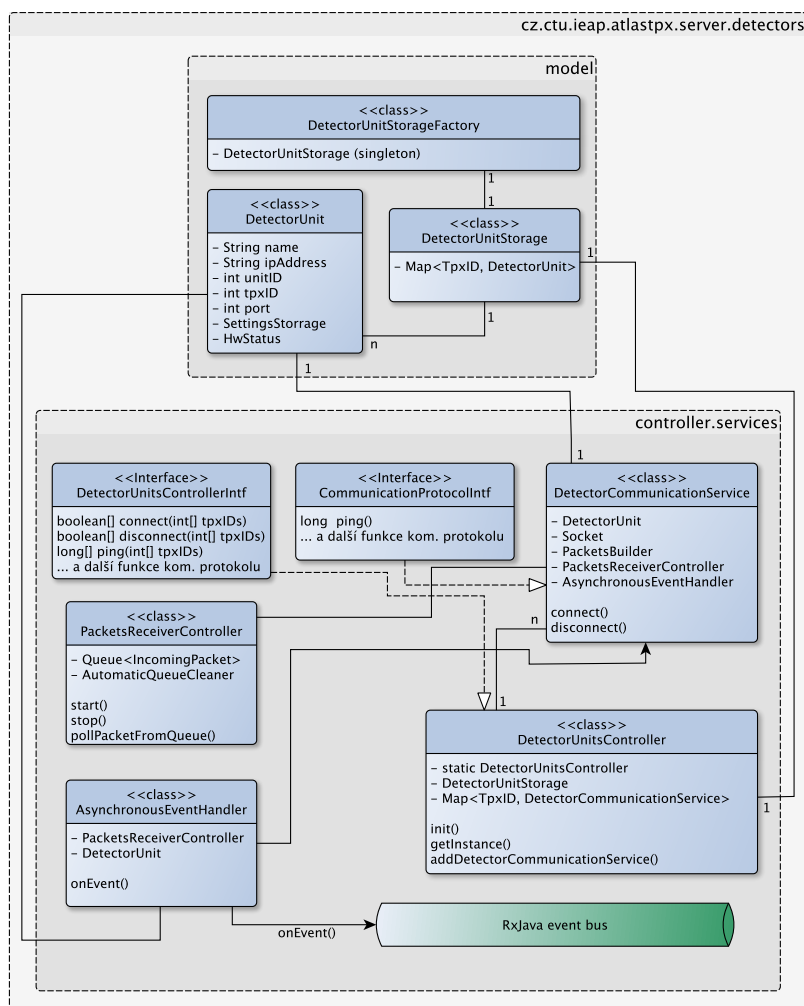 cz.ctu.ieap.atlastpx.server.detectors
model
<<class>>
DetectorUnitStorageFactory
– DetectorUnitStorage (singleton)
1
1
<<class>>
DetectorUnit
– String name
– String ipAddress
– int unitID
– int tpxID
– int port
– SettingsStorrage
– HwStatus
<<class>>
DetectorUnitStorage
– Map<TpxID, DetectorUnit>
1
1
n
1
controller.services
1
<<Interface>>
DetectorUnitsControllerIntf
boolean[] connect(int[] tpxIDs)
boolean[] disconnect(int[] tpxIDs)
long[] ping(int[] tpxIDs)
... a další funkce kom. protokolu
<<Interface>>
CommunicationProtocolIntf
long  ping()
... a další funkce kom. protokolu
<<class>>
DetectorCommunicationService
– DetectorUnit
– Socket
– PacketsBuilder
– PacketsReceiverController
– AsynchronousEventHandler
connect()
disconnect()
n
1
<<class>>
PacketsReceiverController
– Queue<IncomingPacket>
– AutomaticQueueCleaner
start()
stop()
pollPacketFromQueue()
<<class>>
DetectorUnitsController
– static DetectorUnitsController
– DetectorUnitStorage
– Map<TpxID, DetectorCommunicationService>
init()
getInstance()
addDetectorCommunicationService()
1
<<class>>
AsynchronousEventHandler
– PacketsReceiverController
– DetectorUnit
onEvent()
onEvent()
RxJava event bus